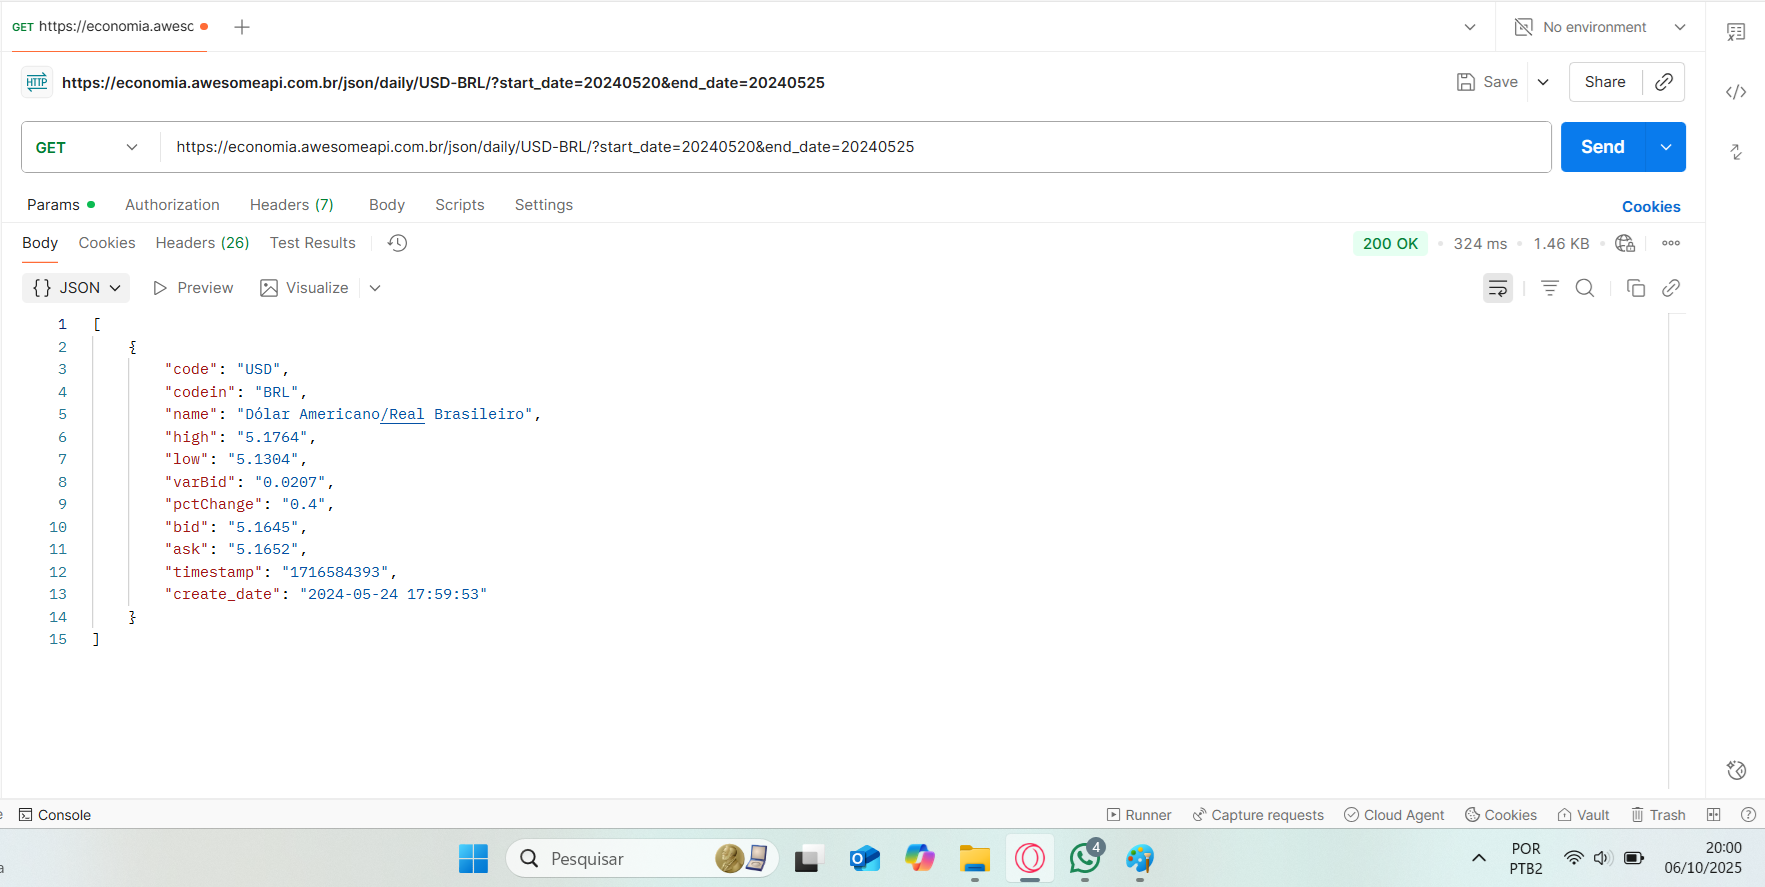 GET https://economia.awesc
No environment
HTTP https://economia.awesomeapi.com.br/json/daily/USD-BRL/?start_date=20240520&end_date=20240525
Save
Share
GET https://economia.awesomeapi.com.br/json/daily/USD-BRL/?start_date=20240520&end_date=20240525
Send
Params Authorization Headers (7) Body Scripts Settings
Cookies
Body Cookies Headers (26) Test Results
200 OK • 324 ms • 1.46 KB •
{} JSON Preview Visualize
1 [
2 {
3 "code": "USD",
4 "codein": "BRL",
5 "name": "Dólar Americano/Real Brasileiro",
6 "high": "5.1764",
7 "low": "5.1304",
8 "varBid": "0.0207",
9 "pctChange": "0.4",
10 "bid": "5.1645",
11 "ask": "5.1652",
12 "timestamp": "1716584393",
13 "create_date": "2024-05-24 17:59:53"
14 }
15 ]
Console
Runner Capture requests Cloud Agent Cookies Vault Trash
Pesquisar
4
POR
PTB2
20:00
06/10/2025